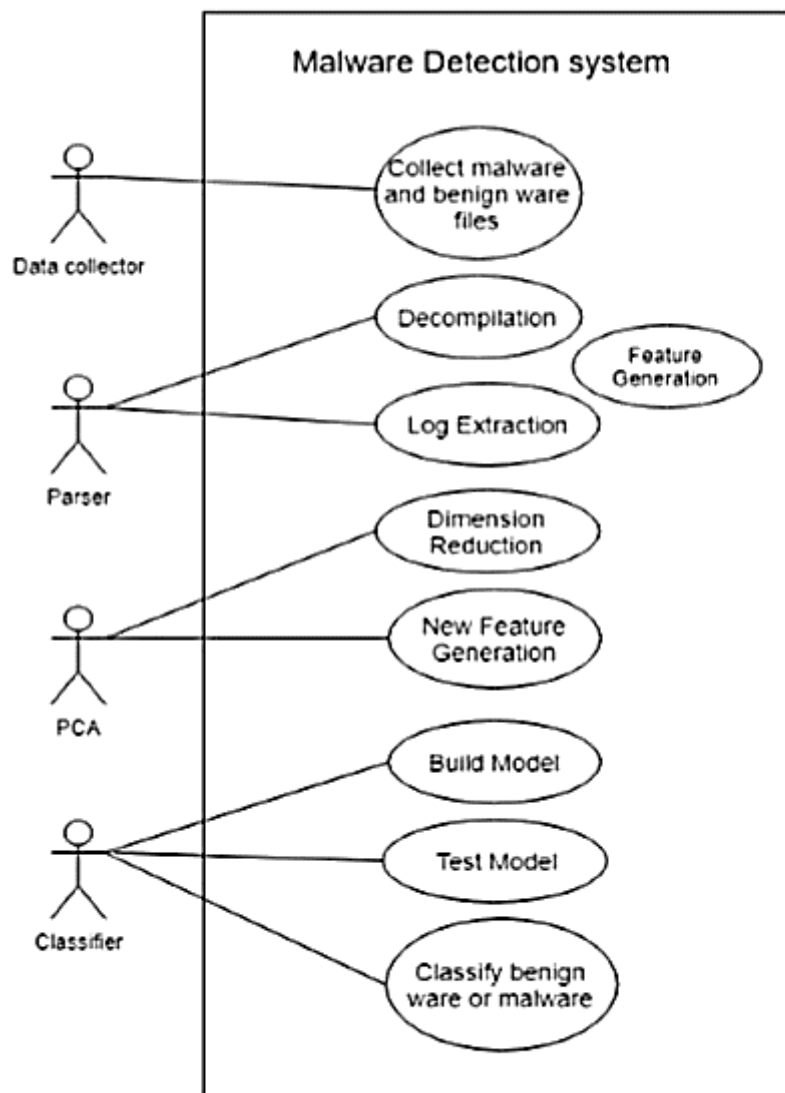 Malware Detection system
Collect malware
and benign ware
files
Data collector
Decompilation
Feature
Generation
Log Extraction
Parser
Dimension
Reduction
New Feature
Generation
PCA
Build Model
Test Model
Classifier
Classify benign
ware or malware